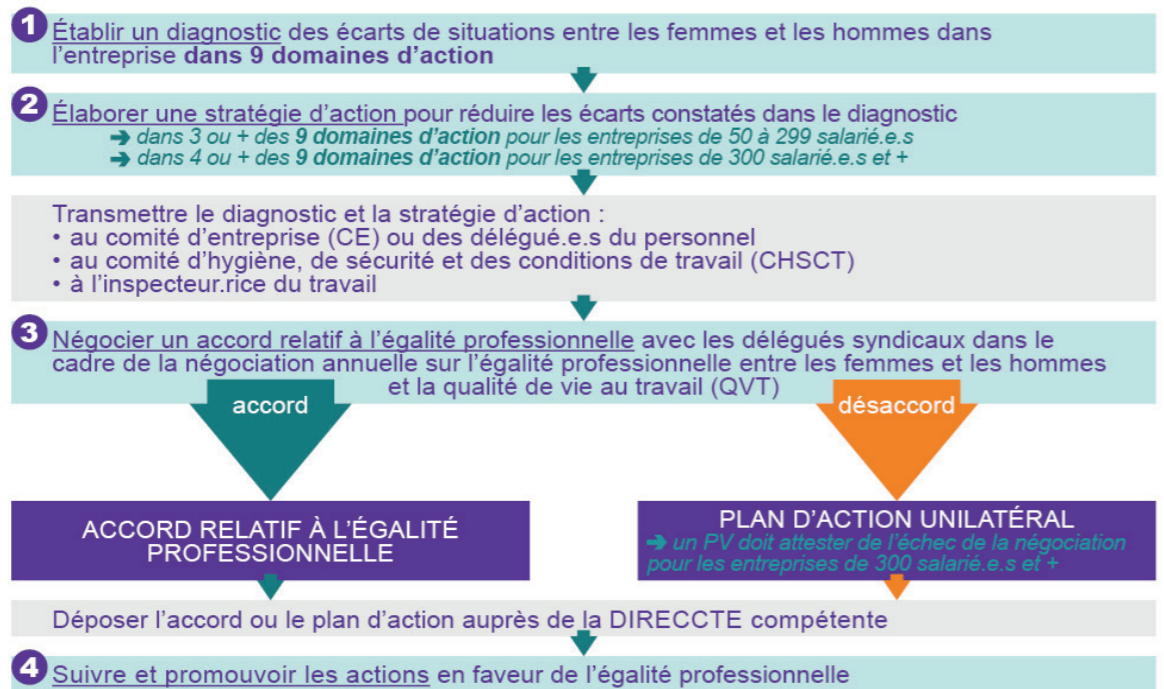 1 Établir un diagnostic des écarts de situations entre les femmes et les hommes dans
l'entreprise dans 9 domaines d'action
2 Élaborer une stratégie d'action pour réduire les écarts constatés dans le diagnostic
➔ dans 3 ou + des 9 domaines d'action pour les entreprises de 50 à 299 salarié.e.s
➔ dans 4 ou + des 9 domaines d'action pour les entreprises de 300 salarié.e.s et +
Transmettre le diagnostic et la stratégie d'action :
• au comité d'entreprise (CE) ou des délégué.e.s du personnel
• au comité d'hygiène, de sécurité et des conditions de travail (CHSCT)
• à l'inspecteur.rice du travail
3 Négocier un accord relatif à l'égalité professionnelle avec les délégués syndicaux dans le
cadre de la négociation annuelle sur l'égalité professionnelle entre les femmes et les hommes
et la qualité de vie au travail (QVT)
accord
désaccord
ACCORD RELATIF À L'ÉGALITÉ
PROFESSIONNELLE
PLAN D'ACTION UNILATÉRAL
➔ un PV doit attester de l'échec de la négociation
pour les entreprises de 300 salarié.e.s et +
Déposer l'accord ou le plan d'action auprès de la DIRECCTE compétente
4 Suivre et promouvoir les actions en faveur de l'égalité professionnelle